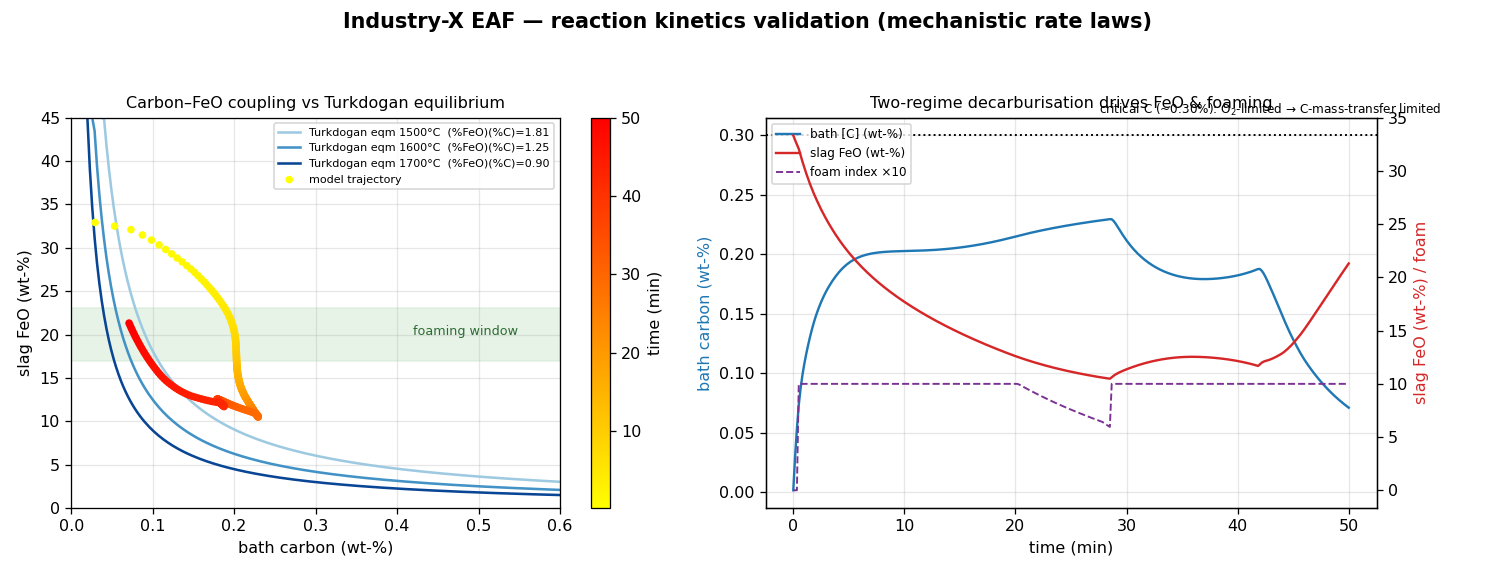 Industry-X EAF — reaction kinetics validation (mechanistic rate laws)
Carbon–FeO coupling vs Turkdogan equilibrium
slag FeO (wt-%)
45
40
35
30
25
20
15
10
5
0
Turkdogan eqm 1500°C (%FeO)(%C)=1.81
Turkdogan eqm 1600°C (%FeO)(%C)=1.25
Turkdogan eqm 1700°C (%FeO)(%C)=0.90
model trajectory
foaming window
0.0 0.1 0.2 0.3 0.4 0.5 0.6
bath carbon (wt-%)
50
40
30
20
10
time (min)
Two-regime decarburisation drives FeO & foaming
critical C (~0.30%): O₂-limited → C-mass-transfer limited
bath carbon (wt-%)
0.30
0.25
0.20
0.15
0.10
0.05
0.00
bath [C] (wt-%)
slag FeO (wt-%)
foam index ×10
35
30
25
20
15
10
5
0
slag FeO (wt-%) / foam
0 10 20 30 40 50
time (min)